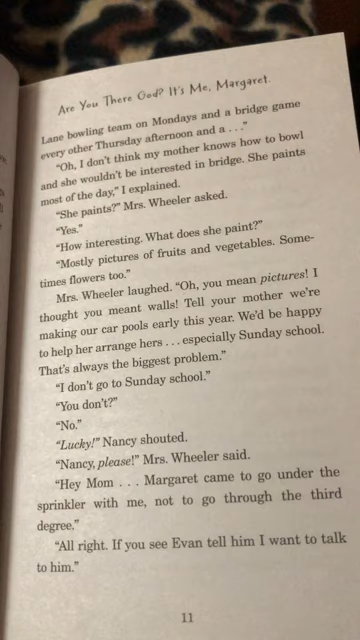 Are You There God? It's Me, Margaret.
Lane bowling team on Mondays and a bridge game
every other Thursday afternoon and a . . ."
"Oh, I don't think my mother knows how to bowl
and she wouldn't be interested in bridge. She paints
most of the day," I explained.
"She paints?" Mrs. Wheeler asked.
"Yes."
"How interesting. What does she paint?"
"Mostly pictures of fruits and vegetables. Some-
times flowers too."
Mrs. Wheeler laughed. "Oh, you mean pictures! I
thought you meant walls! Tell your mother we're
making our car pools early this year. We'd be happy
to help her arrange hers . . . especially Sunday school.
That's always the biggest problem."
"I don't go to Sunday school."
"You don't?"
"No."
"Lucky!" Nancy shouted.
"Nancy, please!" Mrs. Wheeler said.
"Hey Mom . . . Margaret came to go under the
sprinkler with me, not to go through the third
degree."
"All right. If you see Evan tell him I want to talk
to him."
11